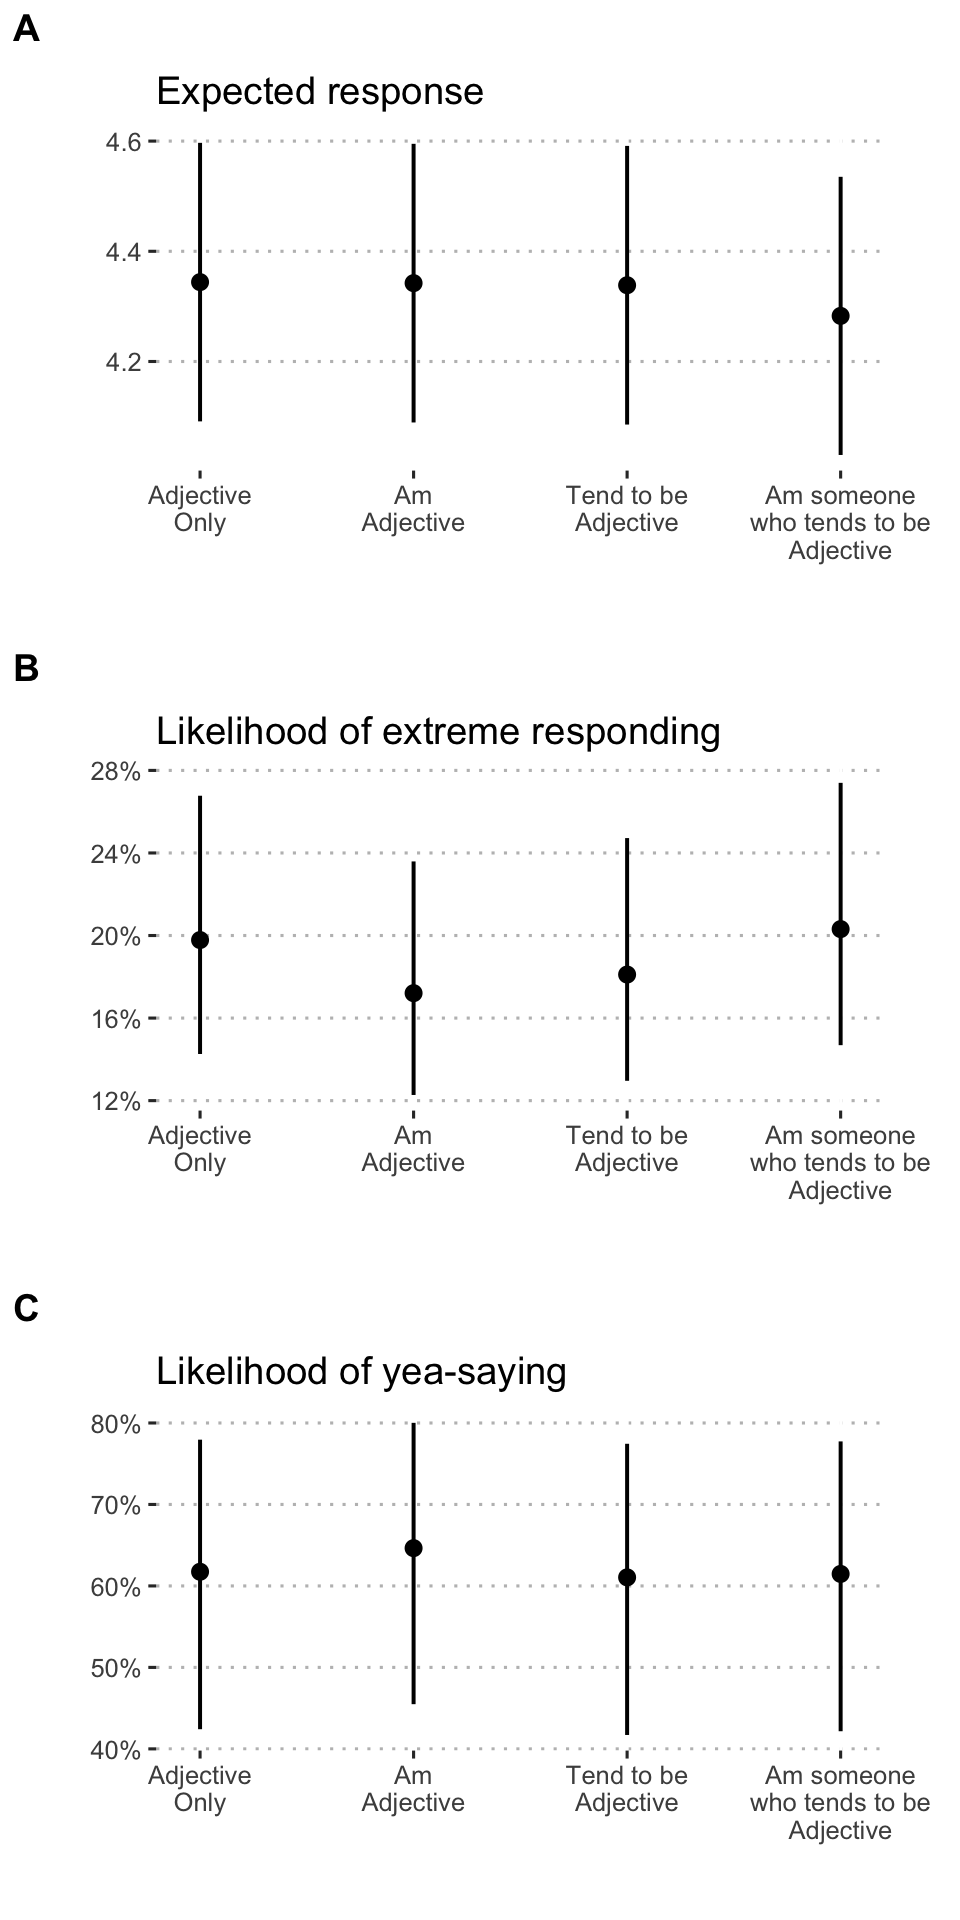 A
Expected response
4.6
4.4
4.2
Adjective
Only
Am
Adjective
Tend to be
Adjective
Am someone
who tends to be
Adjective
B
Likelihood of extreme responding
28%
24%
20%
16%
12%
Adjective
Only
Am
Adjective
Tend to be
Adjective
Am someone
who tends to be
Adjective
C
Likelihood of yea-saying
80%
70%
60%
50%
40%
Adjective
Only
Am
Adjective
Tend to be
Adjective
Am someone
who tends to be
Adjective